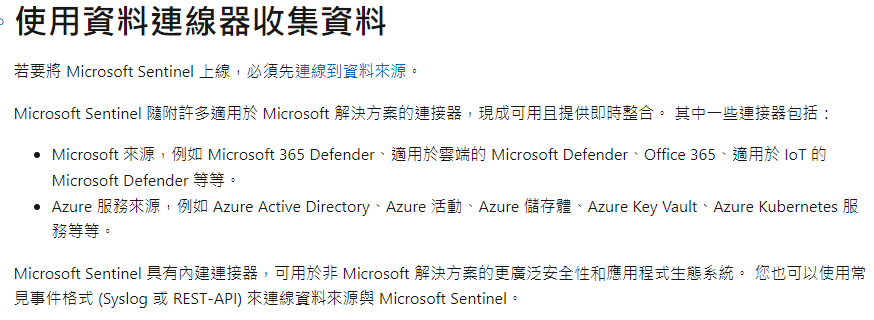 使用資料連線器收集資料
若要將 Microsoft Sentinel 上線，必須先連線到資料來源。
Microsoft Sentinel 隨附許多適用於 Microsoft 解決方案的連接器，現成可用且提供即時整合。 其中一些連接器包括：
• Microsoft 來源，例如 Microsoft 365 Defender、適用於雲端的 Microsoft Defender、Office 365、適用於 IoT 的
Microsoft Defender 等等。
• Azure 服務來源，例如 Azure Active Directory、Azure 活動、Azure 儲存體、Azure Key Vault、Azure Kubernetes 服
務等等。
Microsoft Sentinel 具有內建連接器，可用於非 Microsoft 解決方案的更廣泛安全性和應用程式生態系統。 您也可以使用常
見事件格式 (Syslog 或 REST-API) 來連線資料來源與 Microsoft Sentinel。